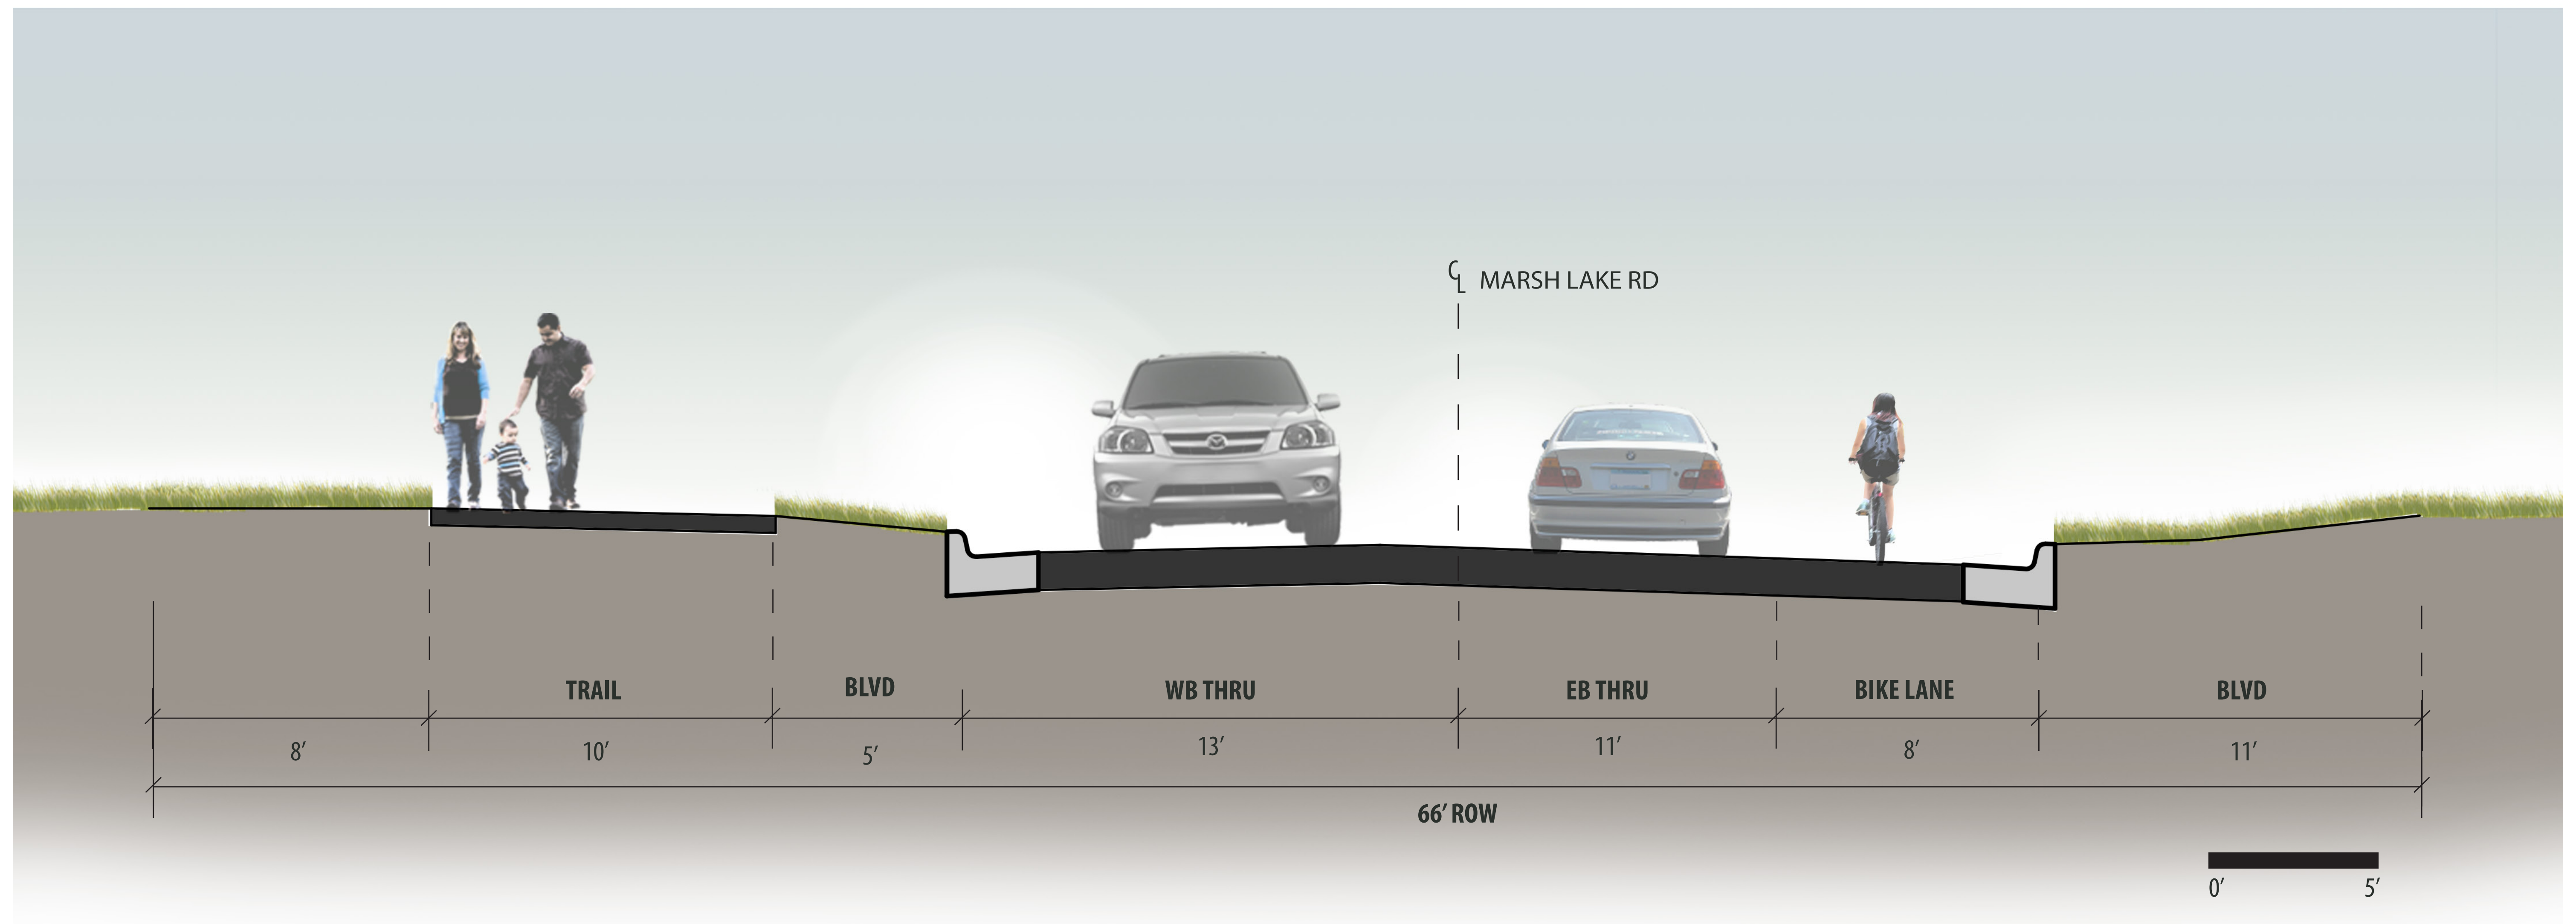 ℄ MARSH LAKE RD
TRAIL
BLVD
WB THRU
EB THRU
BIKE LANE
BLVD
8’
10’
5’
13’
11’
8’
11’
66’ ROW
0’
5’